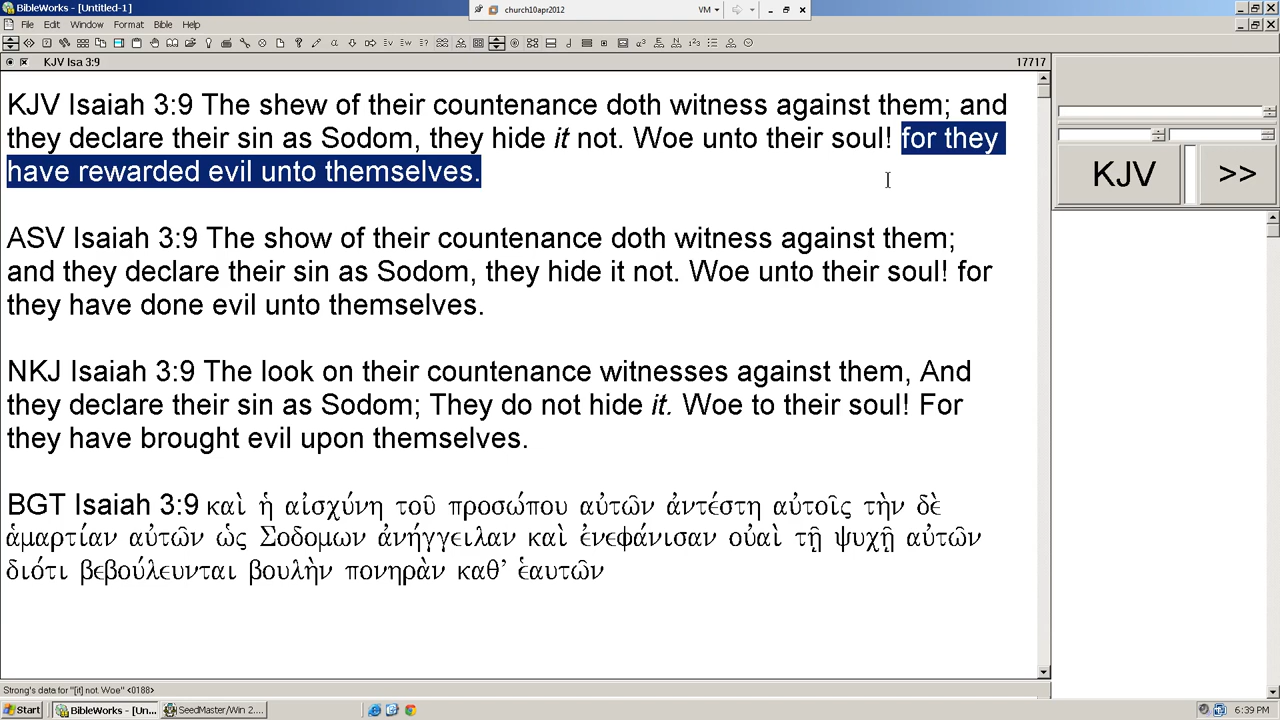 BibleWorks - [Untitled-1]
church10apr2012
VM
File Edit Window Format Bible Help
KJV Isa 3:9 17717
KJV Isaiah 3:9 The shew of their countenance doth witness against them; and
they declare their sin as Sodom, they hide it not. Woe unto their soul! for they
have rewarded evil unto themselves.
KJV >>
ASV Isaiah 3:9 The show of their countenance doth witness against them;
and they declare their sin as Sodom, they hide it not. Woe unto their soul! for
they have done evil unto themselves.
NKJ Isaiah 3:9 The look on their countenance witnesses against them, And
they declare their sin as Sodom; They do not hide it. Woe to their soul! For
they have brought evil upon themselves.
BGT Isaiah 3:9 καὶ ἡ αἰσχύνη τοῦ προσώπου αὐτῶν ἀντέστη αὐτοῖς τὴν δὲ
ἁμαρτίαν αὐτῶν ὡς Σοδομων ἀνήγγειλαν καὶ ἐνεφάνισαν οὐαὶ τῇ ψυχῇ αὐτῶν
διότι βεβούλευνται βουλὴν πονηρὰν καθ’ ἑαυτῶν
Strong's data for "[it] not. Woe" <0188>
Start BibleWorks - [Un... SeedMaster/Win 2.... 6:39 PM